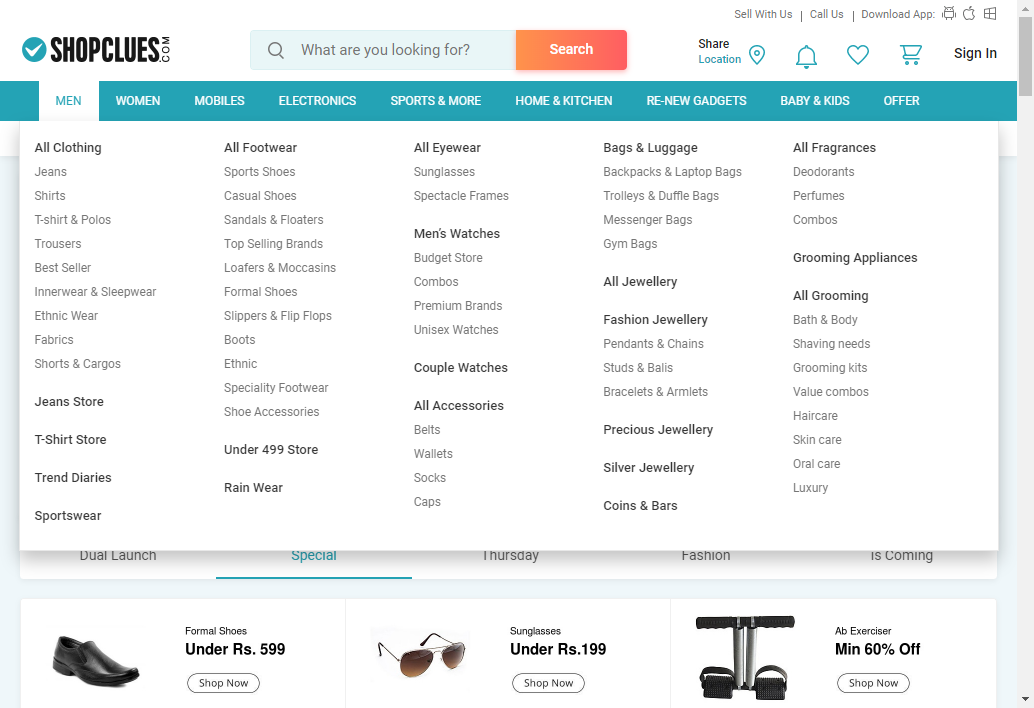 Sell With Us | Call Us | Download App:
SHOPCLUES.COM
What are you looking for?
Search
Share
Location
Sign In
MEN WOMEN MOBILES ELECTRONICS SPORTS & MORE HOME & KITCHEN RE-NEW GADGETS BABY & KIDS OFFER
All Clothing
Jeans
Shirts
T-shirt & Polos
Trousers
Best Seller
Innerwear & Sleepwear
Ethnic Wear
Fabrics
Shorts & Cargos
Jeans Store
T-Shirt Store
Trend Diaries
Sportswear
All Footwear
Sports Shoes
Casual Shoes
Sandals & Floaters
Top Selling Brands
Loafers & Moccasins
Formal Shoes
Slippers & Flip Flops
Boots
Ethnic
Speciality Footwear
Shoe Accessories
Under 499 Store
Rain Wear
All Eyewear
Sunglasses
Spectacle Frames
Men's Watches
Budget Store
Combos
Premium Brands
Unisex Watches
Couple Watches
All Accessories
Belts
Wallets
Socks
Caps
Bags & Luggage
Backpacks & Laptop Bags
Trolleys & Duffle Bags
Messenger Bags
Gym Bags
All Jewellery
Fashion Jewellery
Pendants & Chains
Studs & Balis
Bracelets & Armlets
Precious Jewellery
Silver Jewellery
Coins & Bars
All Fragrances
Deodorants
Perfumes
Combos
Grooming Appliances
All Grooming
Bath & Body
Shaving needs
Grooming kits
Value combos
Haircare
Skin care
Oral care
Luxury
Dual Launch Special Thursday Fashion Is Coming
Formal Shoes
Under Rs. 599
Shop Now
Sunglasses
Under Rs.199
Shop Now
Ab Exerciser
Min 60% Off
Shop Now